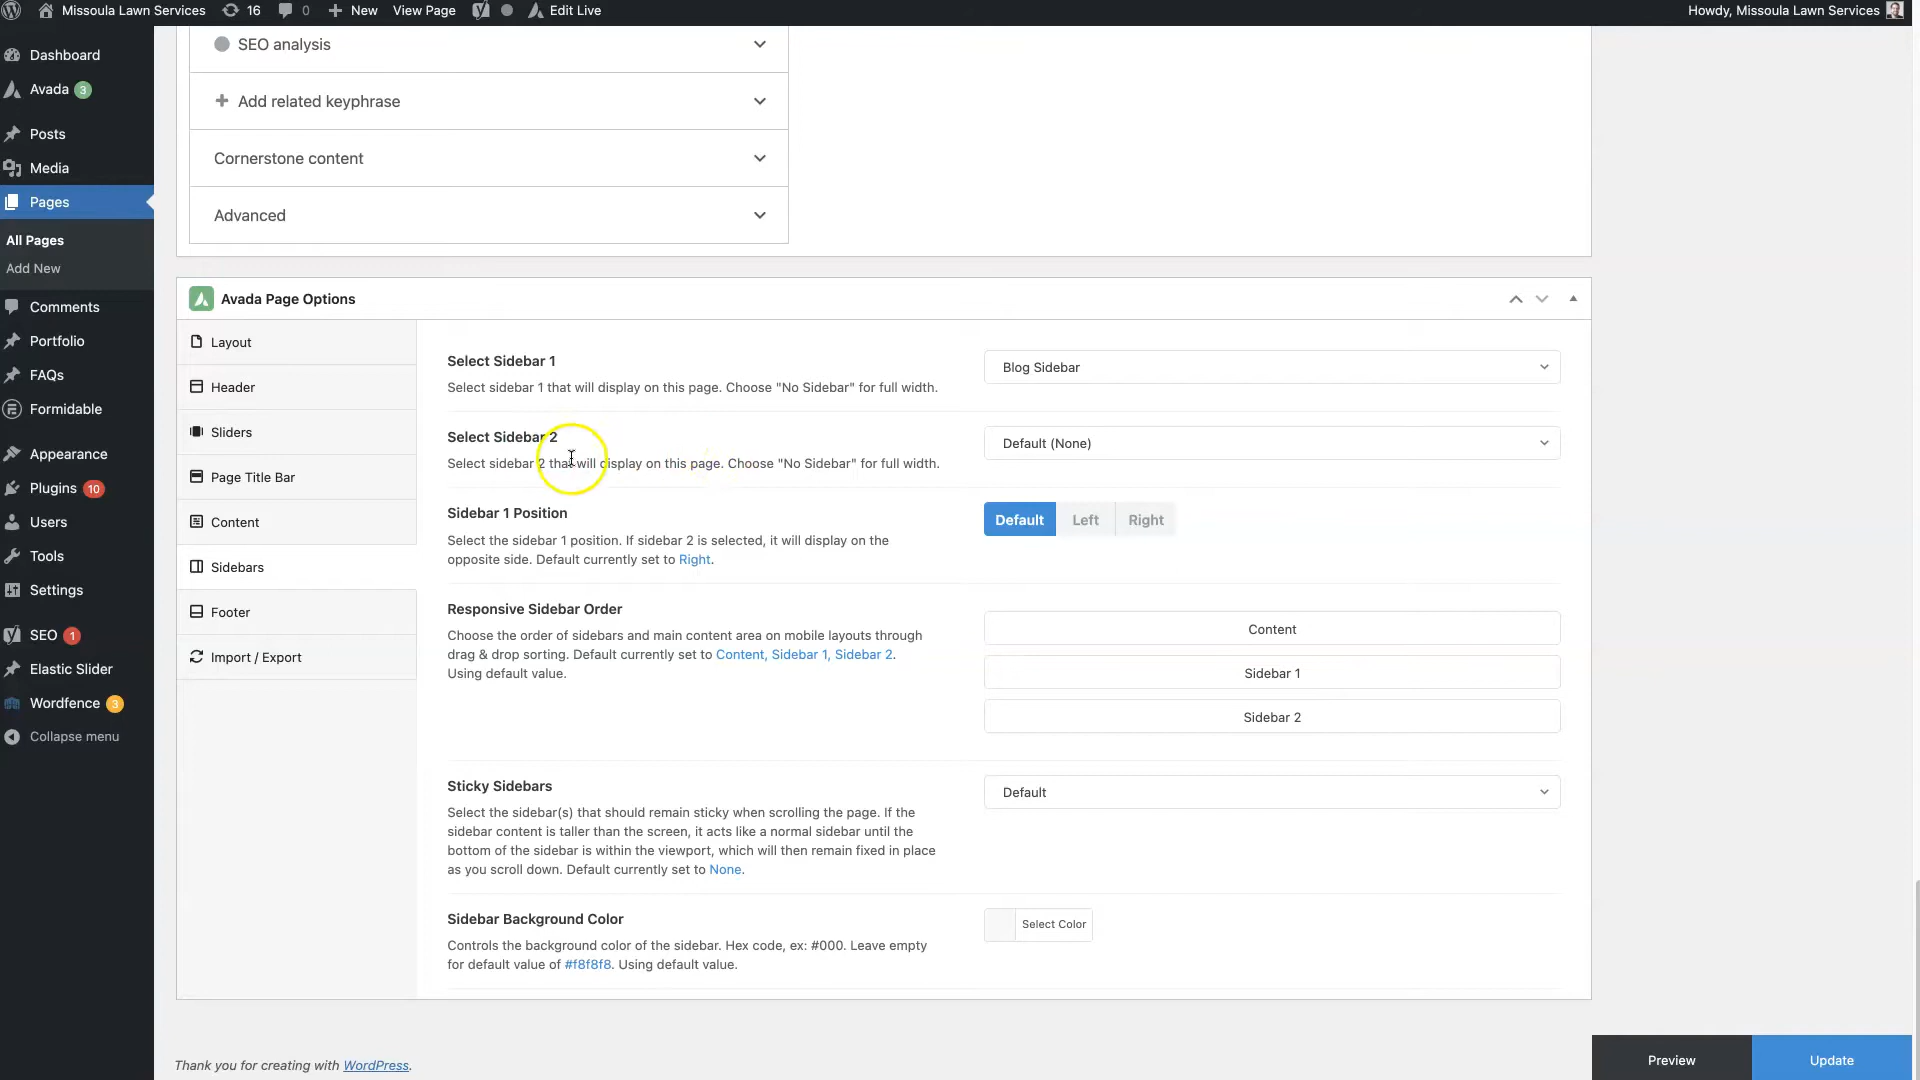 Missoula Lawn Services
16
0
New
View Page
Edit Live
Howdy, Missoula Lawn Services
Dashboard
Avada 3
Posts
Media
Pages
All Pages
Add New
Comments
Portfolio
FAQs
Formidable
Appearance
Plugins 10
Users
Tools
Settings
SEO 1
Elastic Slider
Wordfence 3
Collapse menu
SEO analysis
Add related keyphrase
Cornerstone content
Advanced
Avada Page Options
Layout
Header
Sliders
Page Title Bar
Content
Sidebars
Footer
Import / Export
Select Sidebar 1
Select sidebar 1 that will display on this page. Choose "No Sidebar" for full width.
Blog Sidebar
Select Sidebar 2
Select sidebar 2 that will display on this page. Choose "No Sidebar" for full width.
Default (None)
Sidebar 1 Position
Select the sidebar 1 position. If sidebar 2 is selected, it will display on the
opposite side. Default currently set to Right.
Default
Left
Right
Responsive Sidebar Order
Choose the order of sidebars and main content area on mobile layouts through
drag & drop sorting. Default currently set to Content, Sidebar 1, Sidebar 2.
Using default value.
Content
Sidebar 1
Sidebar 2
Sticky Sidebars
Select the sidebar(s) that should remain sticky when scrolling the page. If the
sidebar content is taller than the screen, it acts like a normal sidebar until the
bottom of the sidebar is within the viewport, which will then remain fixed in place
as you scroll down. Default currently set to None.
Default
Sidebar Background Color
Controls the background color of the sidebar. Hex code, ex: #000. Leave empty
for default value of #f8f8f8. Using default value.
Select Color
Thank you for creating with WordPress.
Preview
Update